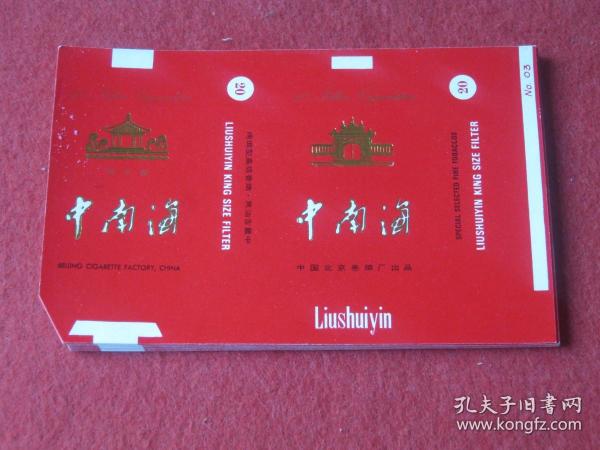 20
中南海
BEIJING CIGARETTE FACTORY, CHINA
LIUSHUIYIN KING SIZE FILTER
中南海
中国北京卷烟厂出品
Liushuiyin
20
SPECIAL SELECTED FINE TOBACCOS
LIUSHUIYIN KING SIZE FILTER
No. 03
孔夫子旧书网
www.kongfz.com